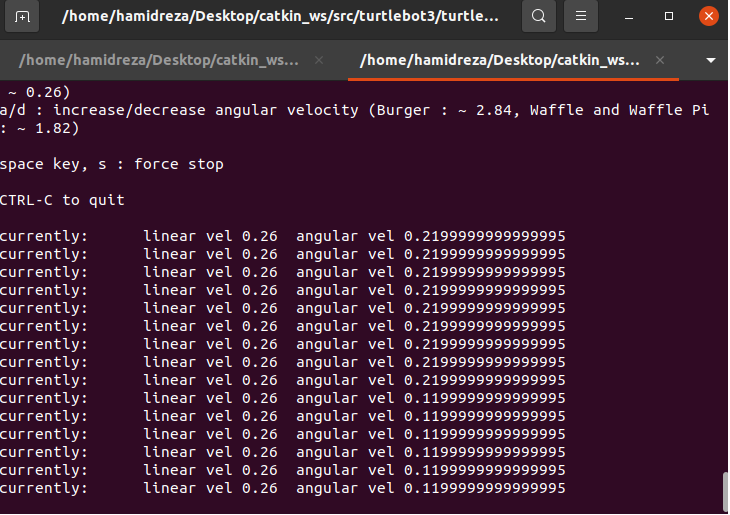 /home/hamidreza/Desktop/catkin_ws/src/turtlebot3/turtle...
/home/hamidreza/Desktop/catkin_ws... × /home/hamidreza/Desktop/catkin_ws... ×
~ 0.26)
a/d : increase/decrease angular velocity (Burger : ~ 2.84, Waffle and Waffle Pi
: ~ 1.82)
space key, s : force stop
CTRL-C to quit
currently: linear vel 0.26 angular vel 0.2199999999999995
currently: linear vel 0.26 angular vel 0.2199999999999995
currently: linear vel 0.26 angular vel 0.2199999999999995
currently: linear vel 0.26 angular vel 0.2199999999999995
currently: linear vel 0.26 angular vel 0.2199999999999995
currently: linear vel 0.26 angular vel 0.2199999999999995
currently: linear vel 0.26 angular vel 0.2199999999999995
currently: linear vel 0.26 angular vel 0.2199999999999995
currently: linear vel 0.26 angular vel 0.2199999999999995
currently: linear vel 0.26 angular vel 0.1199999999999995
currently: linear vel 0.26 angular vel 0.1199999999999995
currently: linear vel 0.26 angular vel 0.1199999999999995
currently: linear vel 0.26 angular vel 0.1199999999999995
currently: linear vel 0.26 angular vel 0.1199999999999995
currently: linear vel 0.26 angular vel 0.1199999999999995